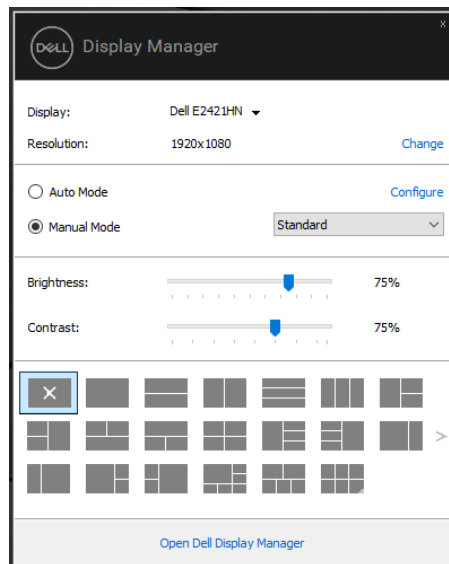 x
DELL Display Manager
Display: Dell E2421HN
Resolution: 1920x1080 Change
Auto Mode Configure
Manual Mode Standard
Brightness: 75%
Contrast: 75%
Open Dell Display Manager